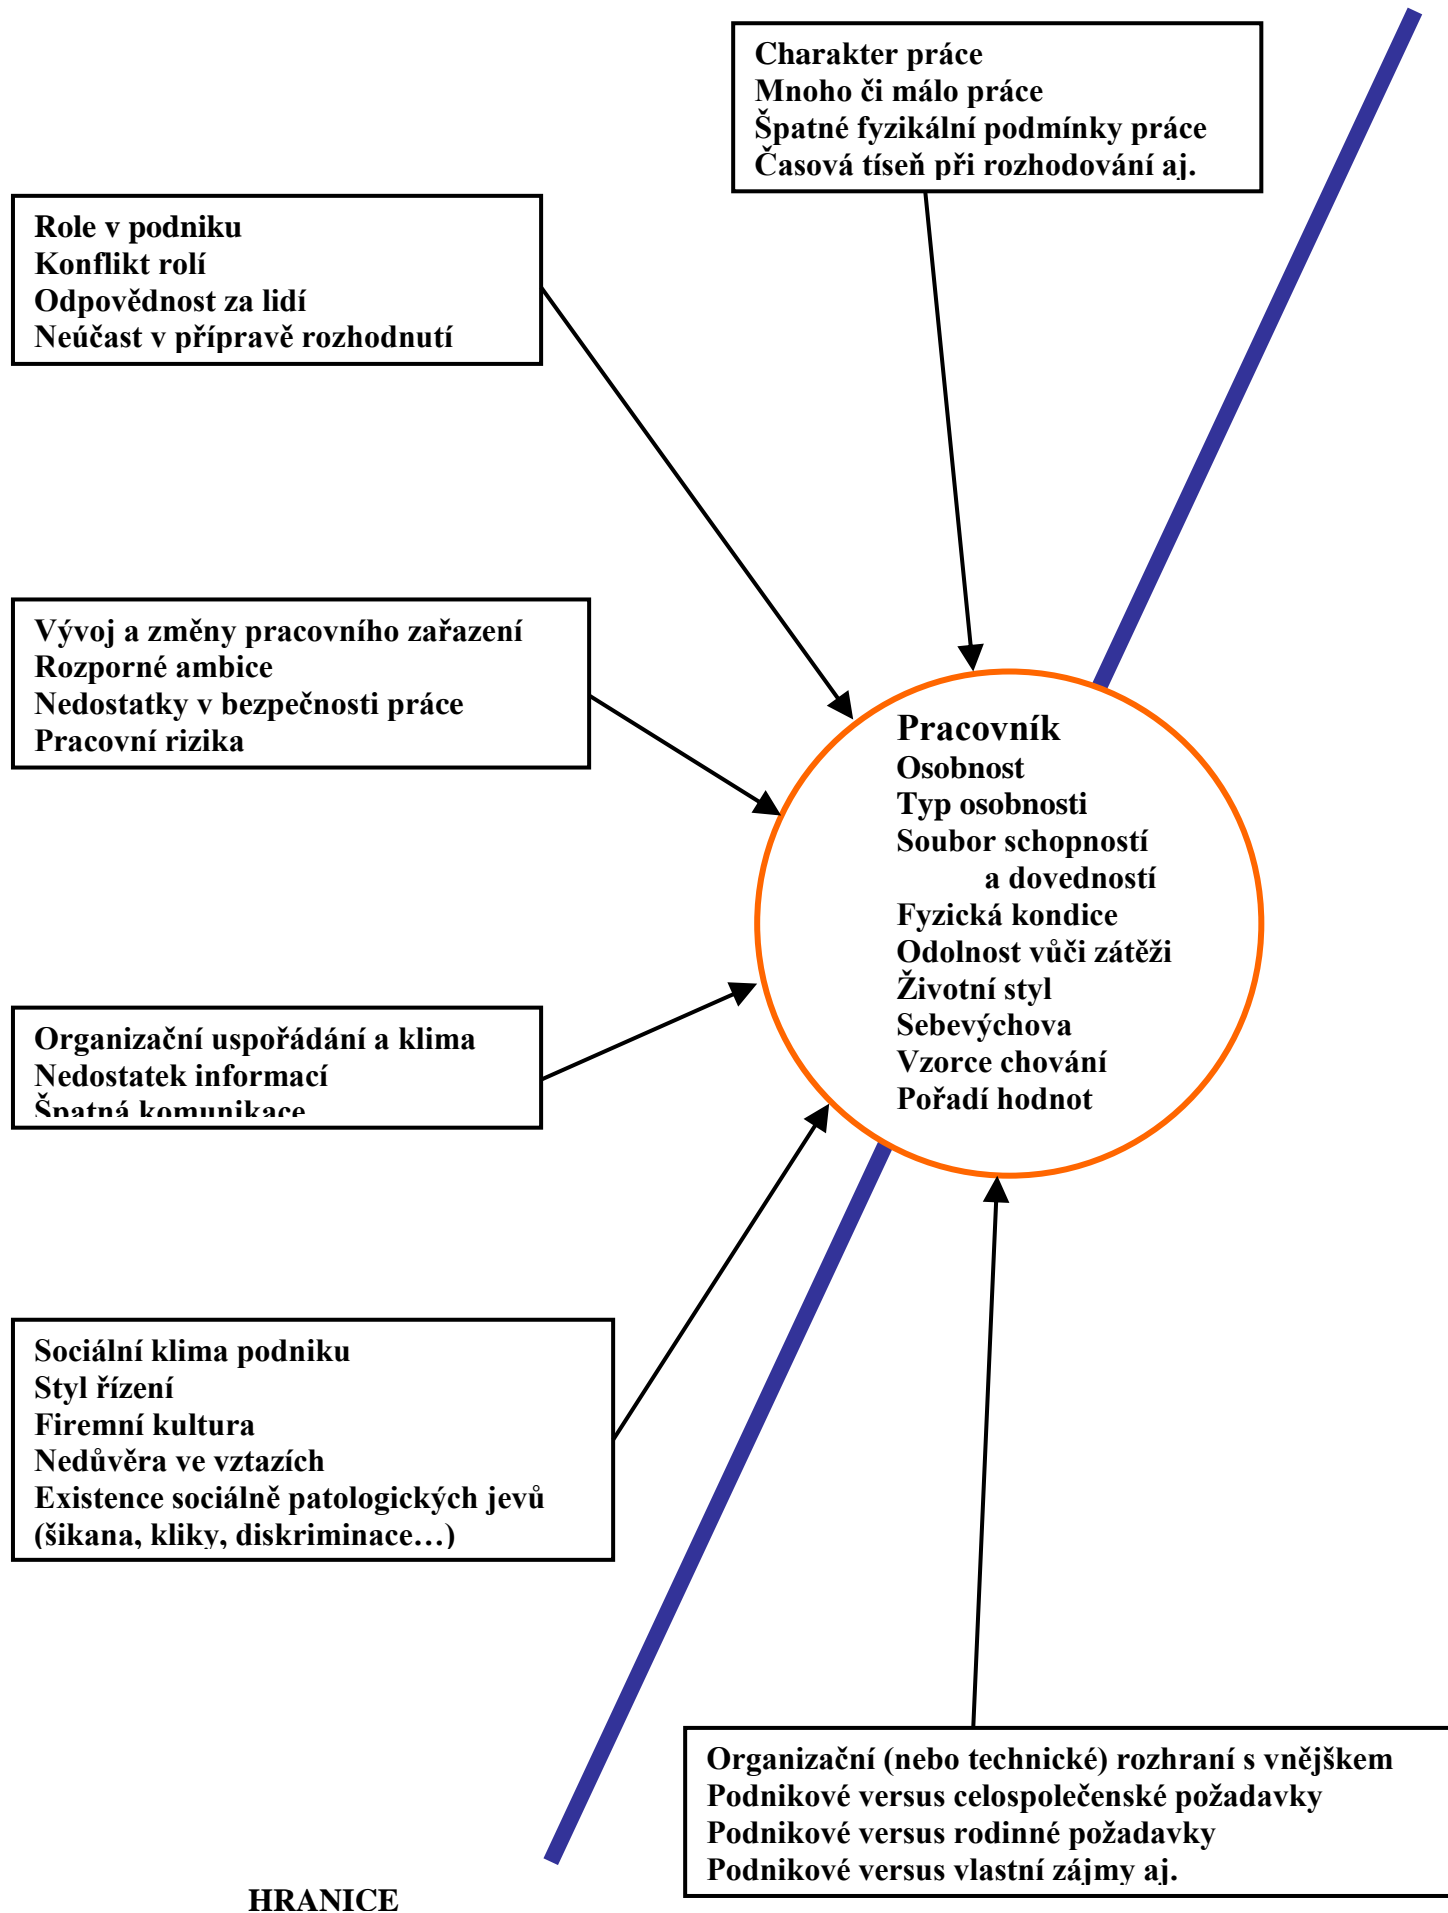 Charakter práce
Mnoho či málo práce
Špatné fyzikální podmínky práce
Časová tíseň při rozhodování aj.
Role v podniku
Konflikt rolí
Odpovědnost za lidí
Neúčast v přípravě rozhodnutí
Vývoj a změny pracovního zařazení
Rozporné ambice
Nedostatky v bezpečnosti práce
Pracovní rizika
Pracovník
Osobnost
Typ osobnosti
Soubor schopností
a dovedností
Fyzická kondice
Odolnost vůči zátěži
Životní styl
Sebevýchova
Vzorce chování
Pořadí hodnot
Organizační uspořádání a klima
Nedostatek informací
Špatná komunikace
Sociální klima podniku
Styl řízení
Firemní kultura
Nedůvěra ve vztazích
Existence sociálně patologických jevů
(šikana, kliky, diskriminace…)
Organizační (nebo technické) rozhraní s vnějškem
Podnikové versus celospolečenské požadavky
Podnikové versus rodinné požadavky
Podnikové versus vlastní zájmy aj.
HRANICE